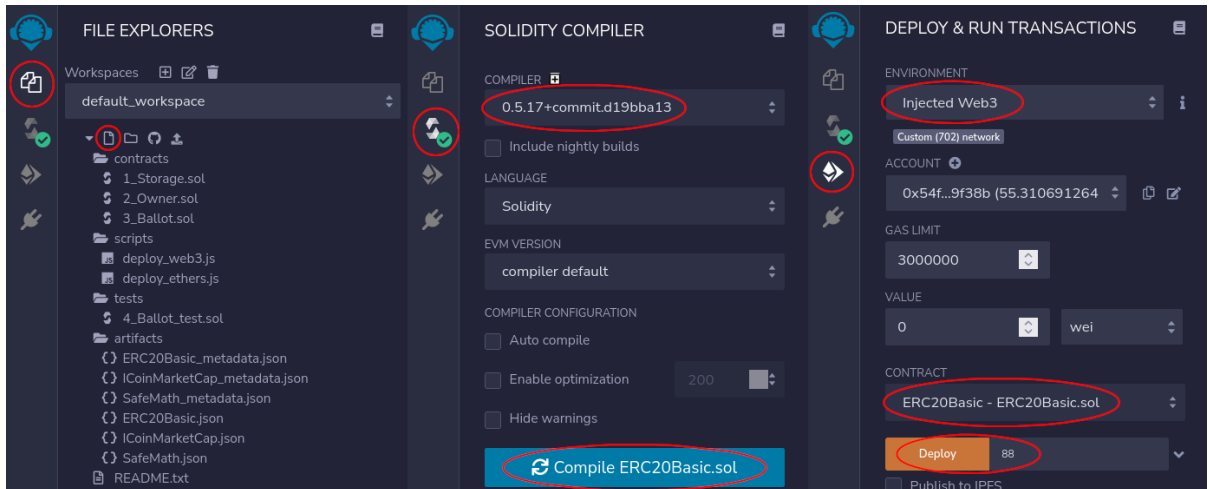 FILE EXPLORERS
Workspaces
default_workspace
contracts
1_Storage.sol
2_Owner.sol
3_Ballot.sol
scripts
JS deploy_web3.js
JS deploy_ethers.js
tests
4_Ballot_test.sol
artifacts
{} ERC20Basic_metadata.json
{} ICoinMarketCap_metadata.json
{} SafeMath_metadata.json
{} ERC20Basic.json
{} ICoinMarketCap.json
{} SafeMath.json
README.txt
SOLIDITY COMPILER
COMPILER
0.5.17+commit.d19bba13
Include nightly builds
LANGUAGE
Solidity
EVM VERSION
compiler default
COMPILER CONFIGURATION
Auto compile
Enable optimization 200
Hide warnings
Compile ERC20Basic.sol
DEPLOY & RUN TRANSACTIONS
ENVIRONMENT
Injected Web3
Custom (702) network
ACCOUNT
0x54f...9f38b (55.310691264
GAS LIMIT
3000000
VALUE
0 wei
CONTRACT
ERC20Basic - ERC20Basic.sol
Deploy 88
Publish to IPFS